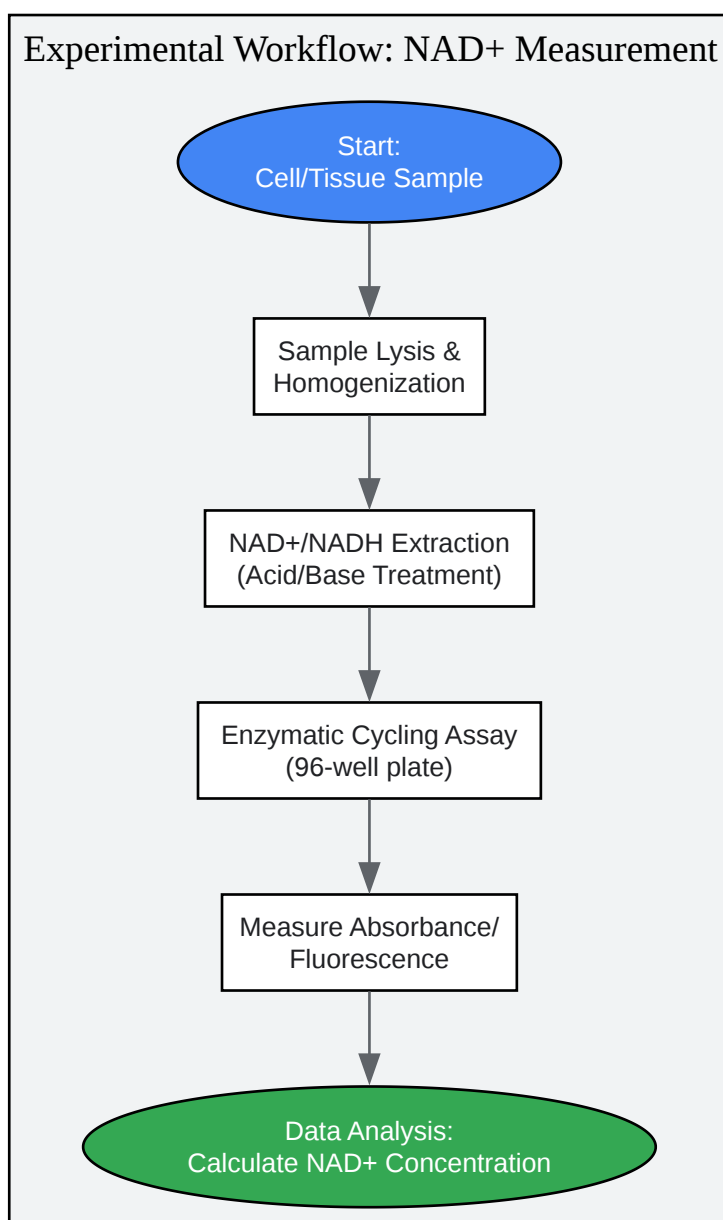 Experimental Workflow: NAD+ Measurement
Start:
Cell/Tissue Sample
Sample Lysis &
Homogenization
NAD+/NADH Extraction
(Acid/Base Treatment)
Enzymatic Cycling Assay
(96-well plate)
Measure Absorbance/
Fluorescence
Data Analysis:
Calculate NAD+ Concentration